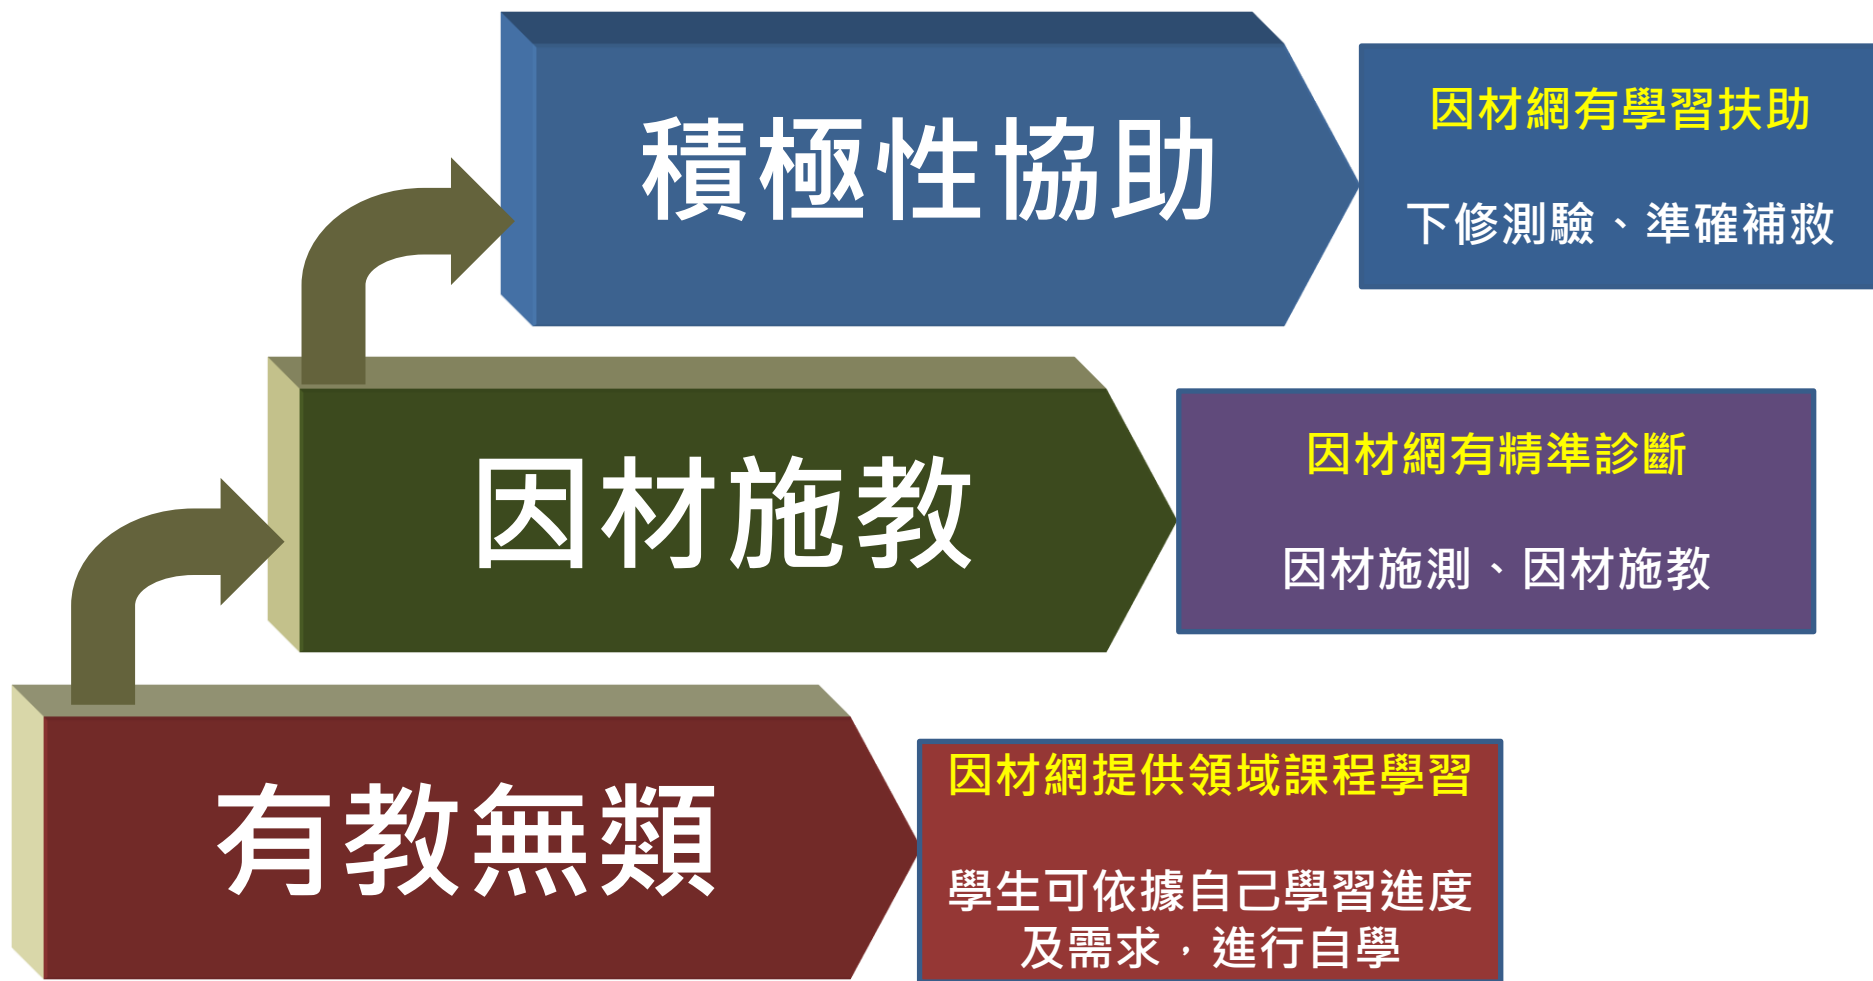 積極性協助
因材網有學習扶助
下修測驗、準確補救
因材施教
因材網有精準診斷
因材施測、因材施教
有教無類
因材網提供領域課程學習
學生可依據自己學習進度
及需求，進行自學